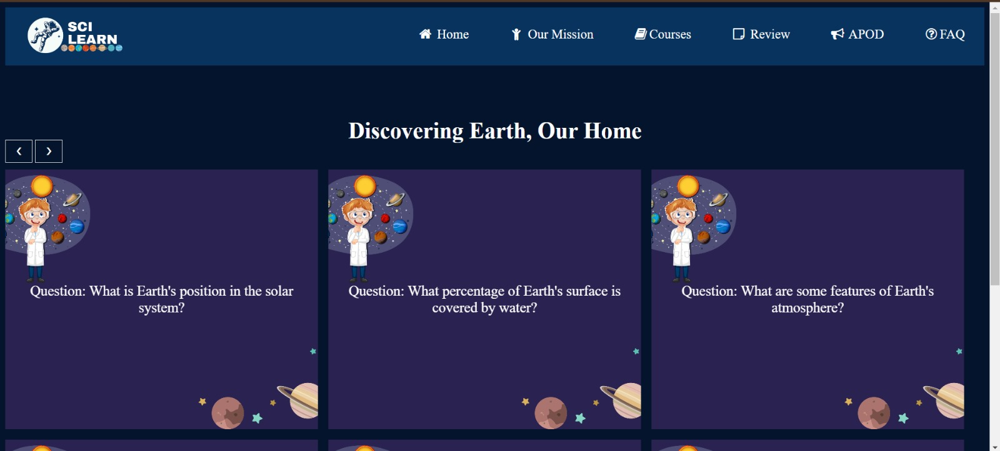 SCI
LEARN
Home
Our Mission
Courses
Review
APOD
FAQ
Discovering Earth, Our Home
Question: What is Earth's position in the solar
system?
Question: What percentage of Earth's surface is
covered by water?
Question: What are some features of Earth's
atmosphere?